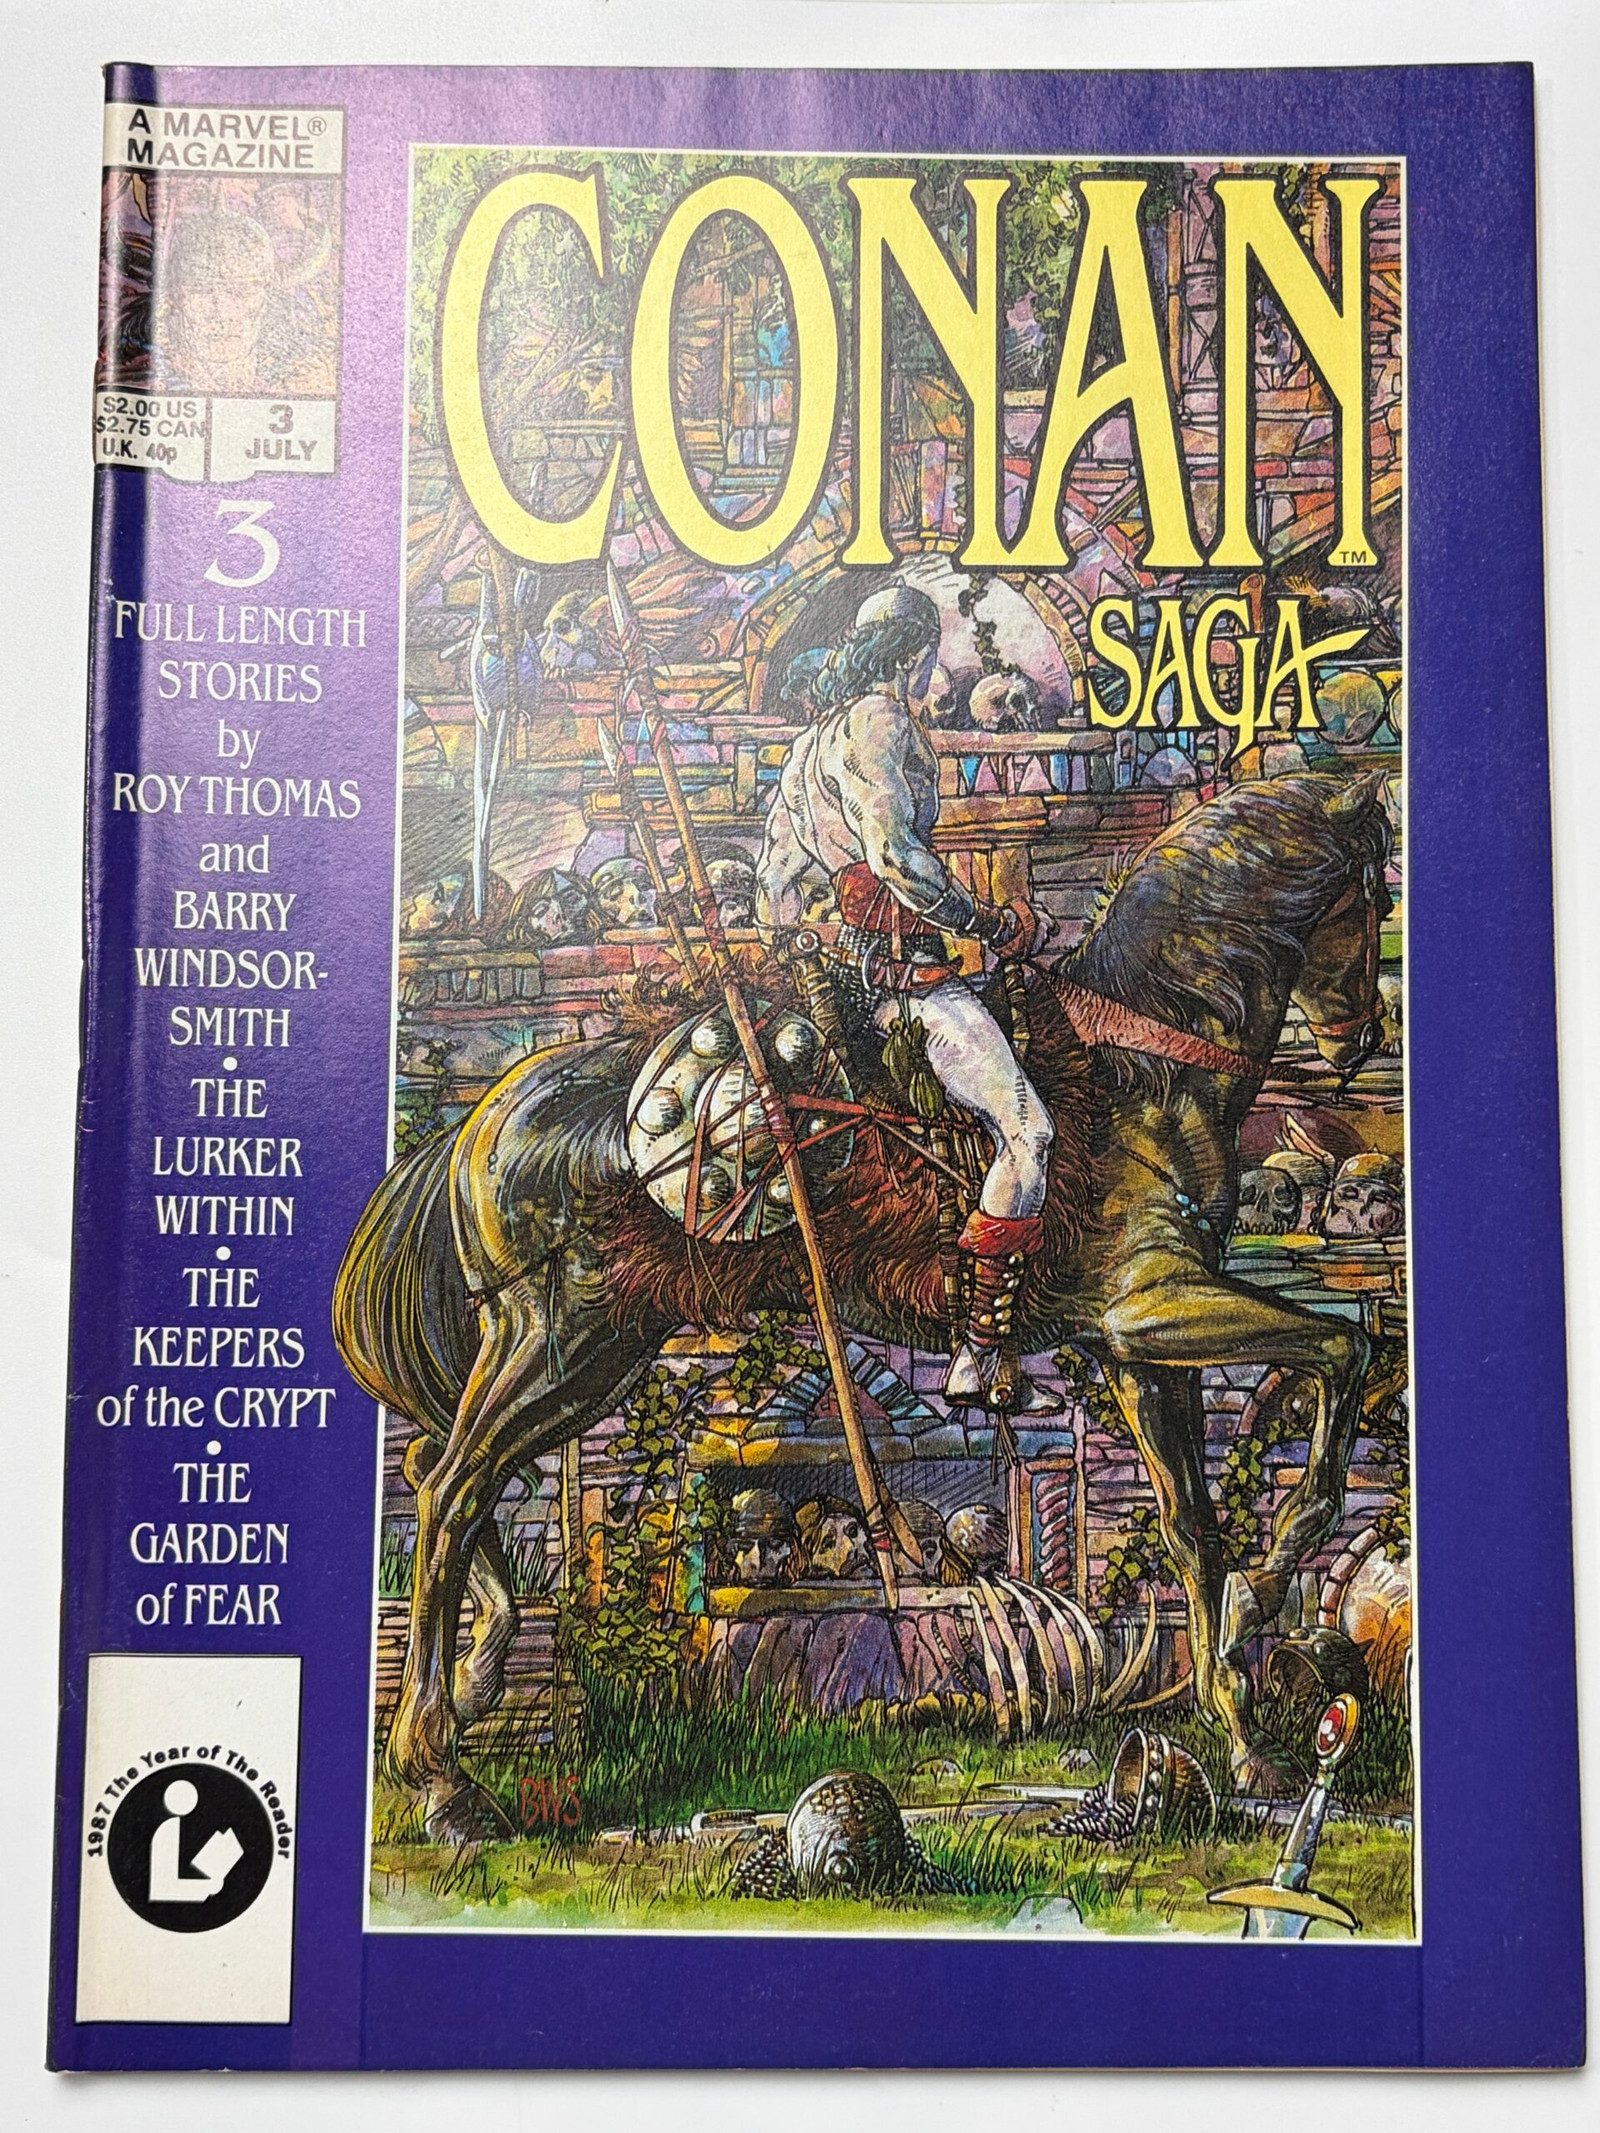 A MARVEL®
MAGAZINE
$2.00 US
$2.75 CAN
U.K. 40p
3
JULY
CONAN
TM
SAGA
3
FULL LENGTH
STORIES
by
ROY THOMAS
and
BARRY
WINDSOR-
SMITH
•
THE
LURKER
WITHIN
•
THE
KEEPERS
of the CRYPT
•
THE
GARDEN
of FEAR
1987 The Year of The Reader
BWS